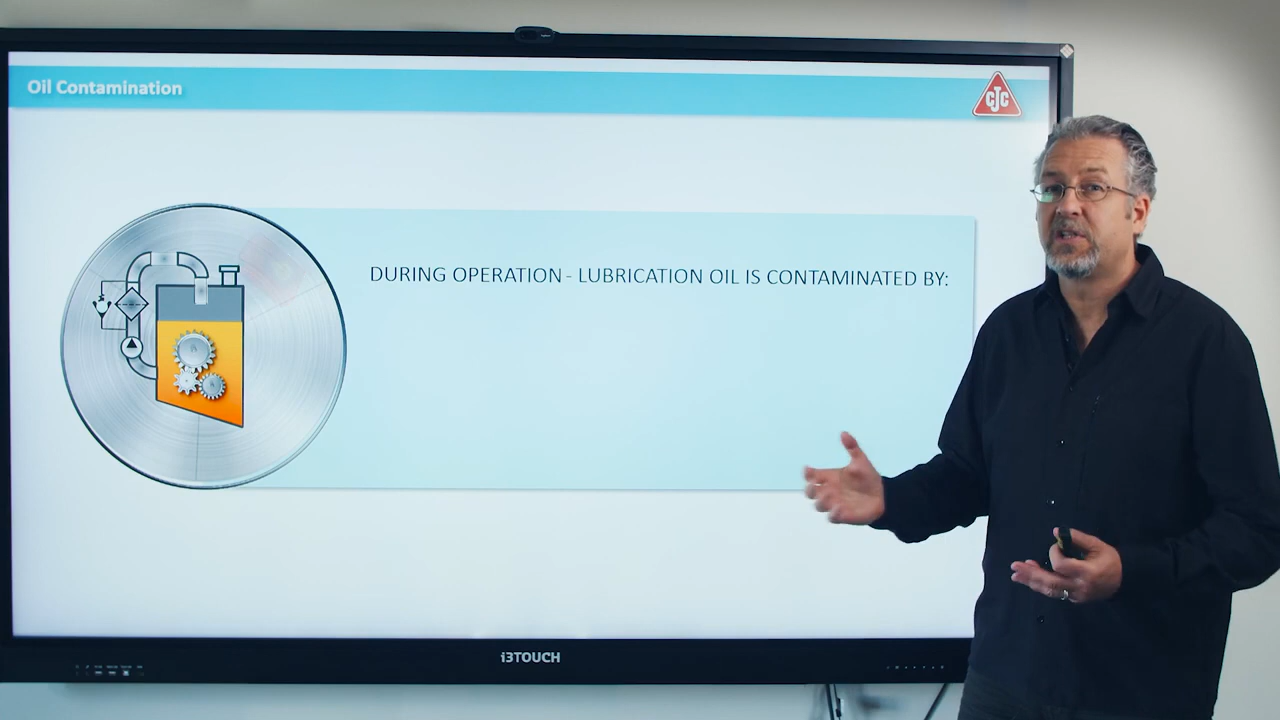 Oil Contamination
CJC
DURING OPERATION - LUBRICATION OIL IS CONTAMINATED BY:
i3TOUCH